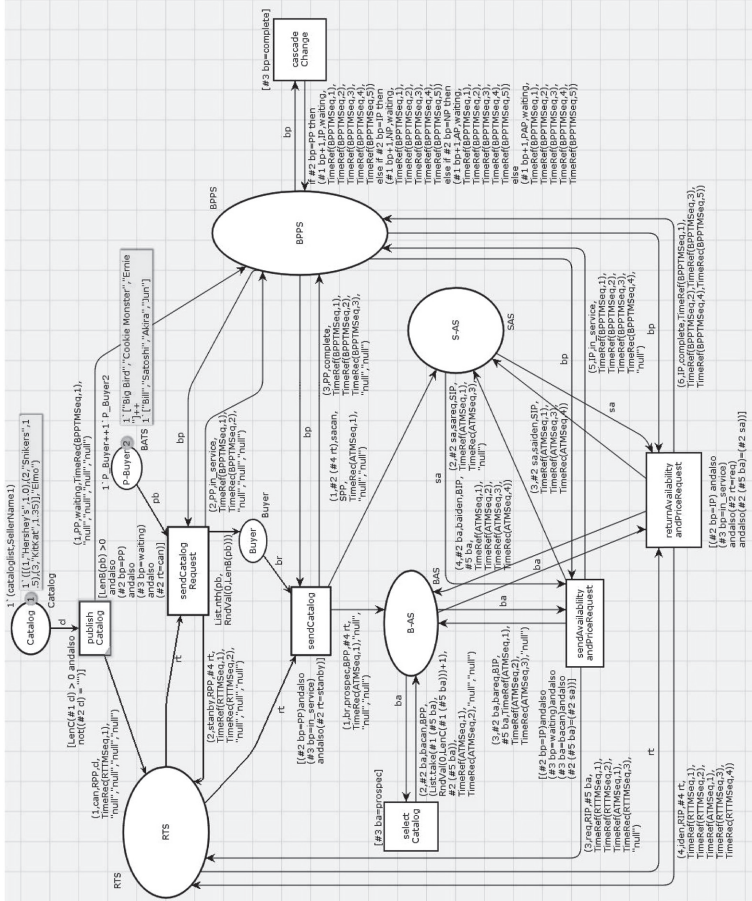 [#3 bp=complete]
cascade
Change
bp
if #2 bp=PP then
(#1 bp+1,IP,waiting,
TimeRef(BPPTMSeq,1),
TimeRef(BPPTMSeq,2),
TimeRec(BPPTMSeq,3),
TimeRec(BPPTMSeq,4),
TimeRec(BPPTMSeq,5))
else if #2 bp=IP then
(#1 bp+1,NP,waiting,
TimeRef(BPPTMSeq,1),
TimeRef(BPPTMSeq,2),
TimeRec(BPPTMSeq,3),
TimeRec(BPPTMSeq,4),
TimeRec(BPPTMSeq,5))
else if #2 bp=NP then
(#1 bp+1,AP,waiting,
TimeRef(BPPTMSeq,1),
TimeRef(BPPTMSeq,2),
TimeRec(BPPTMSeq,3),
TimeRec(BPPTMSeq,4),
TimeRec(BPPTMSeq,5))
else
(#1 bp+1,PAP,waiting,
TimeRef(BPPTMSeq,1),
TimeRef(BPPTMSeq,2),
TimeRec(BPPTMSeq,3),
TimeRec(BPPTMSeq,4),
TimeRec(BPPTMSeq,5))
BPPS
BPPS
1`(cataloglist,sellerName1)
1`(([(1,"Hershey's",1.0),(2,"Snikers",1
.5),(3,"KitKat",1.35)],"Elmo")
Catalog
1
Catalog
cl
publish
Catalog
[LenC(#1 cl) > 0 andalso
not((#2 cl) = "")]
(1,can,RPP,cl,
TimeRec(RTTMSeq,1),
"null","null","null")
(1,PP,waiting,TimeRec(BPPTMSeq,1),
"null","null","null","null")
1`P_Buyer++1`P_Buyer2
1`["Big Bird","Cookie Monster","Ernie
"]++
1`["Bill","Satoshi","Akira","Jun"]
P-Buyer
2
BATS
pb
[LenB(pb) >0
andalso
(#2 bp=PP)
andalso
(#3 bp=waiting)
andalso
(#2 rt=can)]
sendCatalog
Request
bp
rt
(2,PP,in_service,
TimeRef(BPPTMSeq,1),
TimeRec(BPPTMSeq,2),
"null","null","null")
List.nth(pb,
RndVal(0,LenB(pb)))
Buyer
Buyer
br
bp
(2,stanby,RPP,#4 rt,
TimeRef(RTTMSeq,1),
TimeRec(RTTMSeq,2),
"null","null","null")
rt
sendCatalog
[(#2 bp=PP)andalso
(#3 bp=in_service)
andalso(#2 rt=stanby)]
(3,PP,complete,
TimeRef(BPPTMSeq,1),
TimeRef(BPPTMSeq,2),
TimeRec(BPPTMSeq,3),
"null","null")
(1,#2 (#4 rt),sacan,
SPP,
TimeRec(ATMSeq,1),
"null","null")
(1,br,prospec,BPP,#4 rt,
TimeRec(ATMSeq,1),"null",
"null","null")
RTS
RTS
S-AS
SAS
B-AS
BAS
sa
ba
[#3 ba=prospec]
select
Catalog
(2,#2 ba,bacan,BPP,
(List.take(#1 (#5 ba),
RndVal(0,LenC(#1 (#5 ba)))+1),
#2 (#5 ba)),
TimeRef(ATMSeq,1),
TimeRec(ATMSeq,2),"null","null")
(3,#2 ba,bareq,BIP,
#5 ba,TimeRef(ATMSeq,1),
TimeRef(ATMSeq,2),
TimeRec(ATMSeq,3),"null")
(4,#2 ba,baiden,BIP,
#5 ba,
TimeRef(ATMSeq,1),
TimeRef(ATMSeq,2),
TimeRef(ATMSeq,3),
TimeRec(ATMSeq,4))
(2,#2 sa,sareq,SIP,
TimeRef(ATMSeq,1),
TimeRec(ATMSeq,3),
"null")
(3,#2 sa,saiden,SIP,
TimeRef(ATMSeq,1),
TimeRef(ATMSeq,3),
TimeRec(ATMSeq,4))
ba
ba
sendAvailability
andPriceRequest
[(#2 bp=IP)andalso
(#3 bp=waiting)andalso
(#3 ba=bacan)andalso
(#2 (#5 ba)=(#2 sa))]
bp
(5,IP,in_service,
TimeRef(BPPTMSeq,1),
TimeRef(BPPTMSeq,2),
TimeRef(BPPTMSeq,3),
TimeRec(BPPTMSeq,4),
"null")
sa
bp
(6,IP,complete,TimeRef(BPPTMSeq,1),
TimeRef(BPPTMSeq,2),TimeRef(BPPTMSeq,3),
TimeRec(BPPTMSeq,4),TimeRec(BPPTMSeq,5))
returnAvailability
andPriceRequest
[(#2 bp=IP) andalso
(#3 bp=in_service)
andalso(#2 rt=req)
andalso(#2 (#5 ba)=(#2 sa))]
(3,req,RIP,#5 ba,
TimeRef(RTTMSeq,1),
TimeRef(RTTMSeq,2),
TimeRef(ATMSeq,1),
TimeRec(RTTMSeq,3),
"null")
rt
(4,iden,RIP,#4 rt,
TimeRef(RTTMSeq,1),
TimeRef(RTTMSeq,2),
TimeRef(ATMSeq,1),
TimeRef(RTTMSeq,3),
TimeRec(RTTMSeq,4))